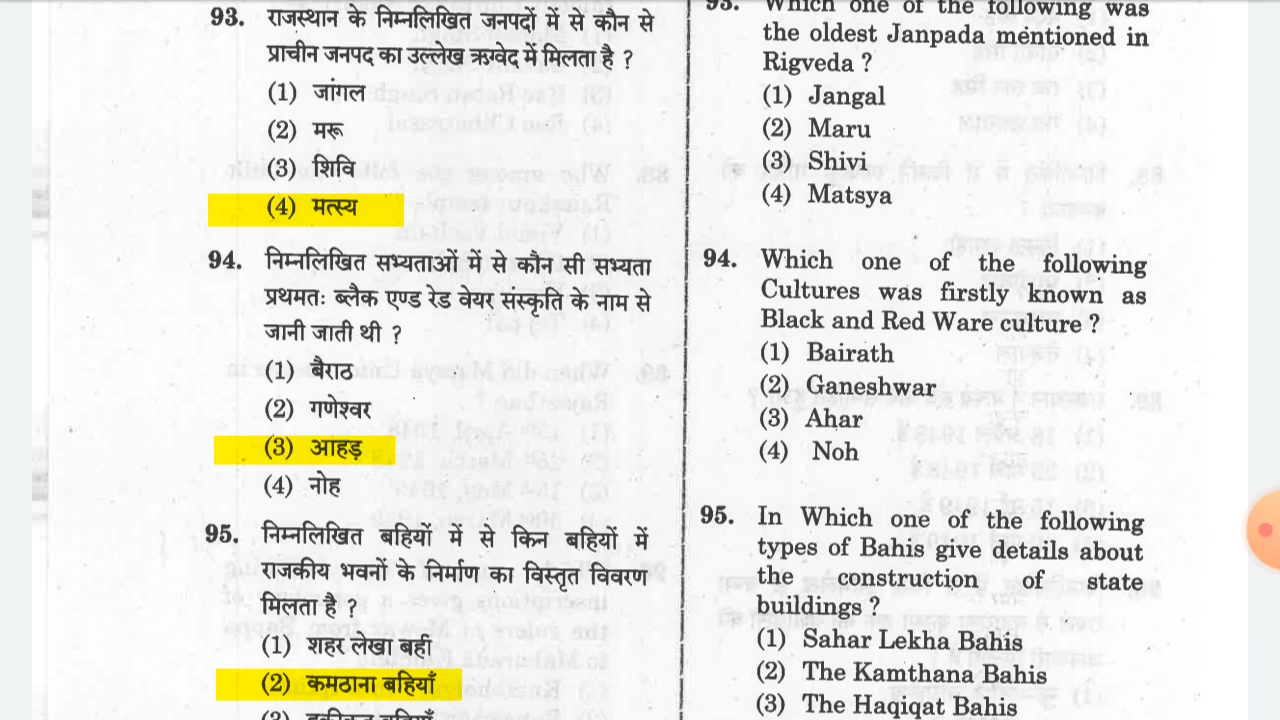 93. राजस्थान के निम्नलिखित जनपदों में से कौन से
प्राचीन जनपद का उल्लेख ऋग्वेद में मिलता है ?
(1) जांगल
(2) मरू
(3) शिवि
(4) मत्स्य
94. निम्नलिखित सभ्यताओं में से कौन सी सभ्यता
प्रथमतः ब्लैक एण्ड रेड वेयर संस्कृति के नाम से
जानी जाती थी ?
(1) बैराठ
(2) गणेश्वर
(3) आहड़
(4) नोह
95. निम्नलिखित बहियों में से किन बहियों में
राजकीय भवनों के निर्माण का विस्तृत विवरण
मिलता है ?
(1) शहर लेखा बही
(2) कमठाना बहियाँ
93. Which one of the following was
the oldest Janpada mentioned in
Rigveda ?
(1) Jangal
(2) Maru
(3) Shivi
(4) Matsya
94. Which one of the following
Cultures was firstly known as
Black and Red Ware culture ?
(1) Bairath
(2) Ganeshwar
(3) Ahar
(4) Noh
95. In Which one of the following
types of Bahis give details about
the construction of state
buildings ?
(1) Sahar Lekha Bahis
(2) The Kamthana Bahis
(3) The Haqiqat Bahis